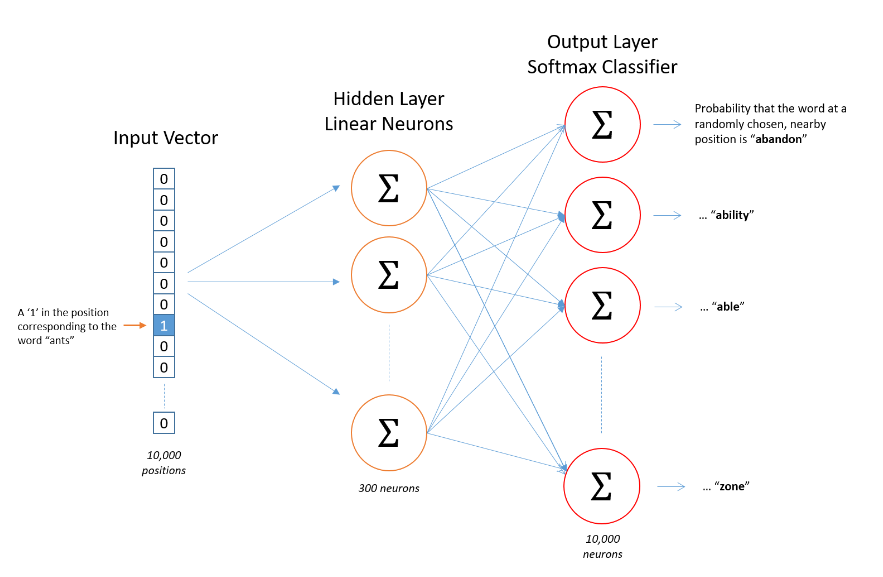 Output Layer
Softmax Classifier
Hidden Layer
Linear Neurons
Input Vector
0
0
0
0
0
0
0
1
0
0
0
A ‘1’ in the position
corresponding to the
word “ants”
10,000
positions
Σ
Σ
Σ
300 neurons
Σ
Σ
Σ
Σ
10,000
neurons
Probability that the word at a
randomly chosen, nearby
position is “abandon”
… “ability”
… “able”
… “zone”